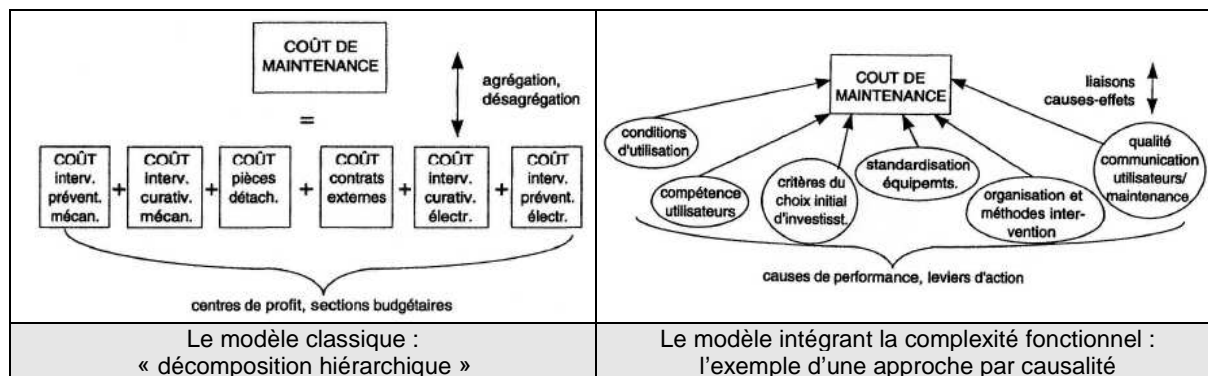 COÛT DE
MAINTENANCE
agrégation,
désagrégation
=
COÛT
interv.
prévent.
mécan.
+
COÛT
interv.
curativ.
mécan.
+
COÛT
pièces
détach.
+
COÛT
contrats
externes
+
COÛT
interv.
curativ.
électr.
+
COÛT
interv.
prévent.
électr.
centres de profit, sections budgétaires
Le modèle classique :
« décomposition hiérarchique »
COUT DE
MAINTENANCE
liaisons
causes-effets
conditions
d'utilisation
compétence
utilisateurs
critères du
choix initial
d'investisst.
standardisation
équipemts.
organisation et
méthodes inter-
vention
qualité
communication
utilisateurs/
maintenance
causes de performance, leviers d'action
Le modèle intégrant la complexité fonctionnel :
l'exemple d'une approche par causalité